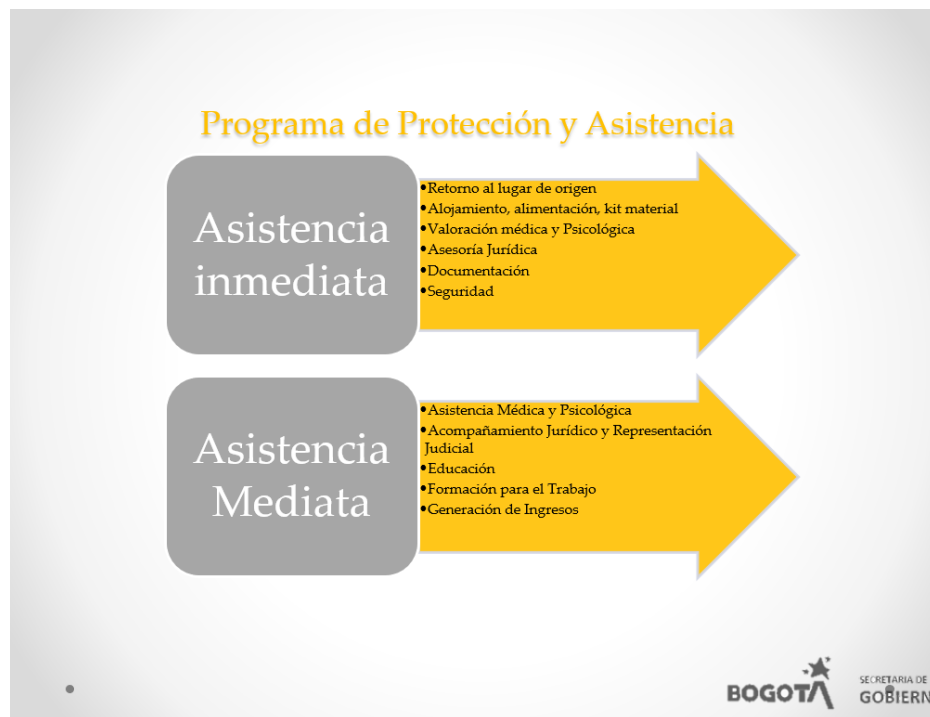 Programa de Protección y Asistencia
Asistencia
inmediata
•Retorno al lugar de origen
•Alojamiento, alimentación, kit material
•Valoración médica y Psicológica
•Asesoría Jurídica
•Documentación
•Seguridad
Asistencia
Mediata
•Asistencia Médica y Psicológica
•Acompañamiento Jurídico y Representación
Judicial
•Educación
•Formación para el Trabajo
•Generación de Ingresos
BOGOTÁ
SECRETARIA DE
GOBIERN